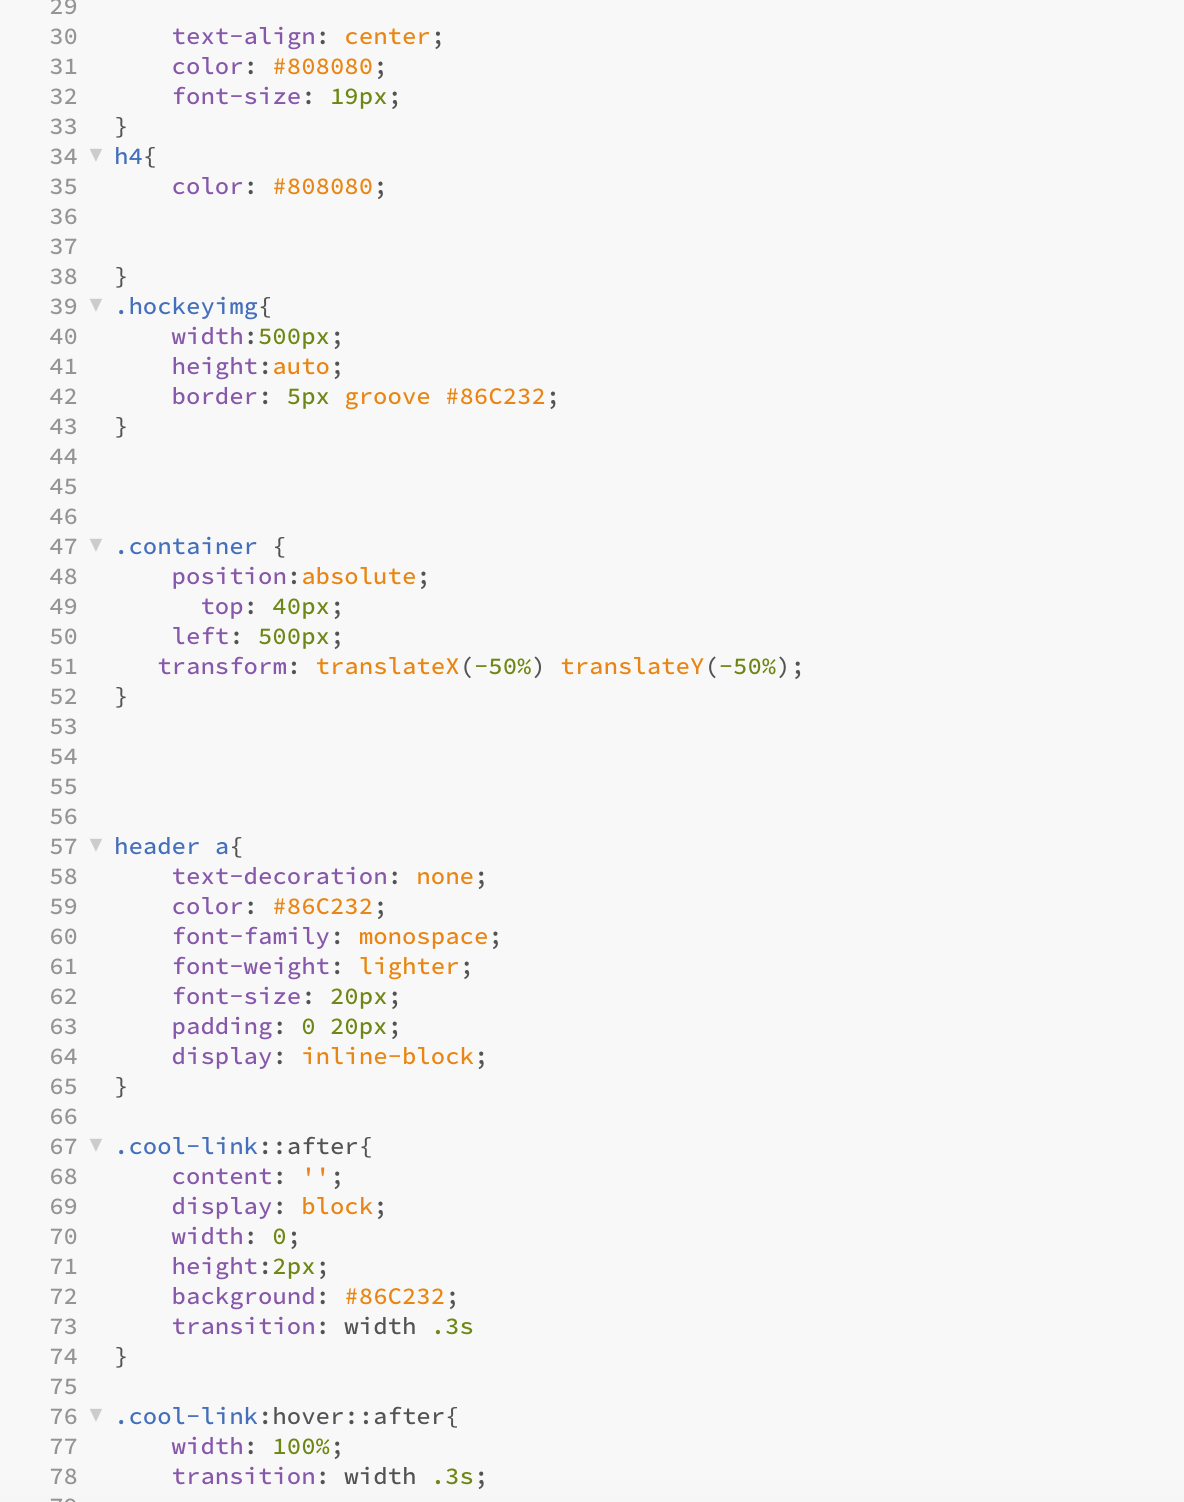 29
30 text-align: center;
31 color: #808080;
32 font-size: 19px;
33 }
34 ▼ h4{
35 color: #808080;
36
37
38 }
39 ▼ .hockeyimg{
40 width:500px;
41 height:auto;
42 border: 5px groove #86C232;
43 }
44
45
46
47 ▼ .container {
48 position:absolute;
49 top: 40px;
50 left: 500px;
51 transform: translateX(-50%) translateY(-50%);
52 }
53
54
55
56
57 ▼ header a{
58 text-decoration: none;
59 color: #86C232;
60 font-family: monospace;
61 font-weight: lighter;
62 font-size: 20px;
63 padding: 0 20px;
64 display: inline-block;
65 }
66
67 ▼ .cool-link::after{
68 content: '';
69 display: block;
70 width: 0;
71 height:2px;
72 background: #86C232;
73 transition: width .3s
74 }
75
76 ▼ .cool-link:hover::after{
77 width: 100%;
78 transition: width .3s;